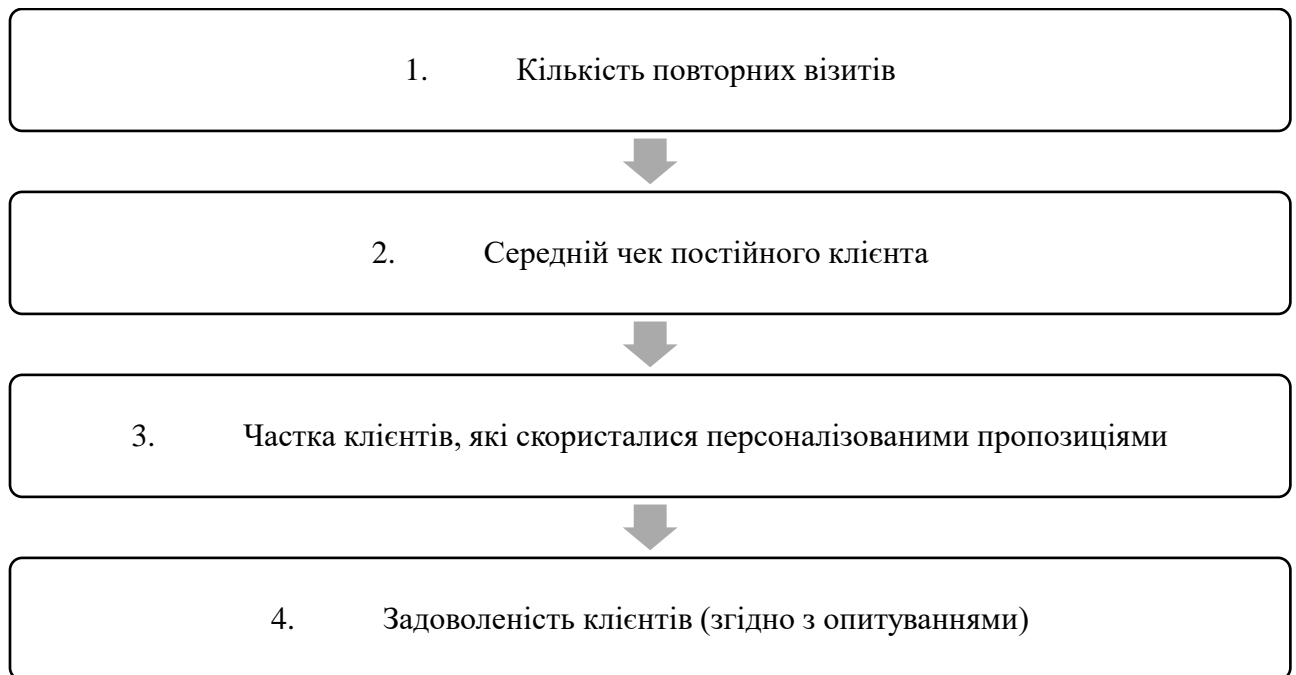 1. Кількість повторних візитів
2. Середній чек постійного клієнта
3. Частка клієнтів, які скористалися персоналізованими пропозиціями
4. Задоволеність клієнтів (згідно з опитуваннями)